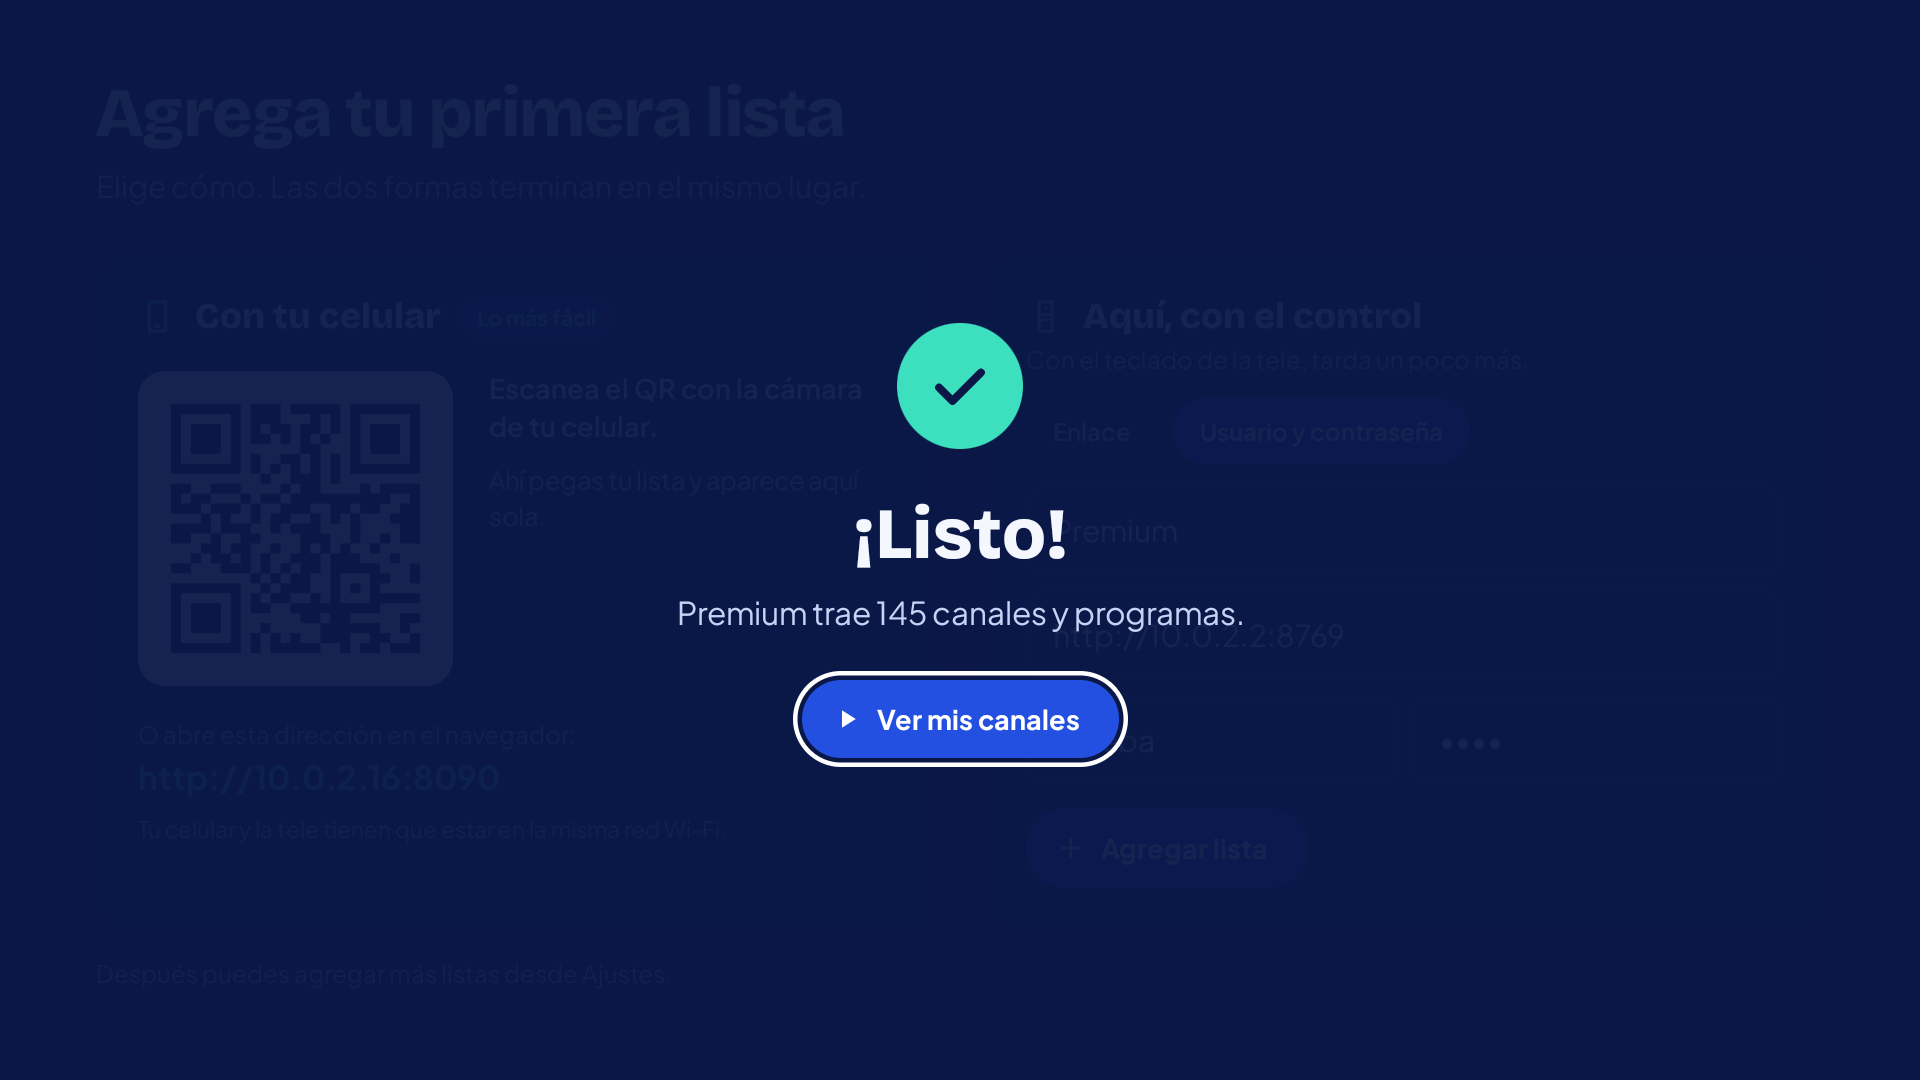 Agrega tu primera lista
Elige cómo. Las dos formas terminan en el mismo lugar.
Con tu celular
Lo más fácil
Escanea el QR con la cámara
de tu celular.
Ahí pegas tu lista y aparece aquí
sola.
O abre esta dirección en el navegador:
http://10.0.2.16:8090
Tu celular y la tele tienen que estar en la misma red Wi-Fi.
Aquí, con el control
Con el teclado de la tele, tarda un poco más.
Enlace
Usuario y contraseña
Premium
http://10.0.2.2:8769
••••
+ Agregar lista
¡Listo!
Premium trae 145 canales y programas.
Ver mis canales
Después puedes agregar más listas desde Ajustes.